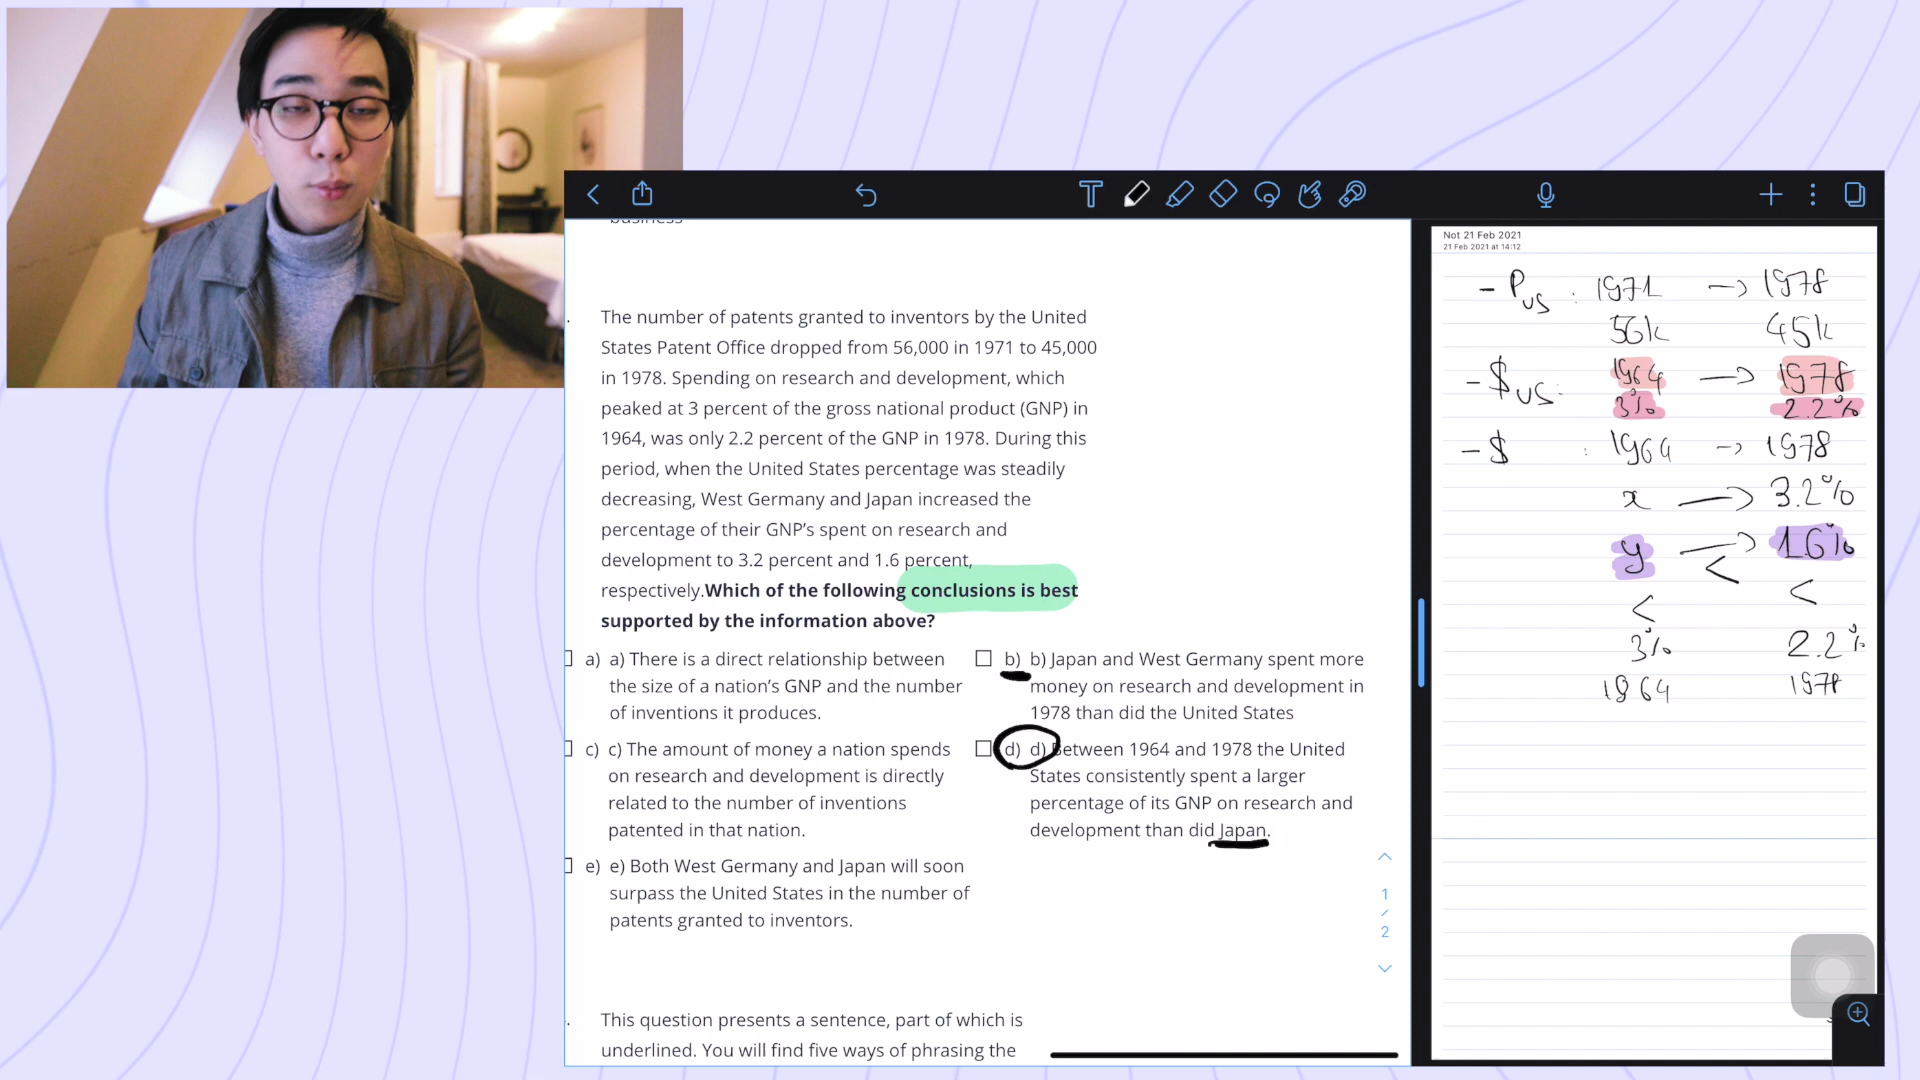 business
The number of patents granted to inventors by the United
States Patent Office dropped from 56,000 in 1971 to 45,000
in 1978. Spending on research and development, which
peaked at 3 percent of the gross national product (GNP) in
1964, was only 2.2 percent of the GNP in 1978. During this
period, when the United States percentage was steadily
decreasing, West Germany and Japan increased the
percentage of their GNP’s spent on research and
development to 3.2 percent and 1.6 percent,
respectively.Which of the following conclusions is best
supported by the information above?
a) a) There is a direct relationship between
the size of a nation’s GNP and the number
of inventions it produces.
b) b) Japan and West Germany spent more
money on research and development in
1978 than did the United States
c) c) The amount of money a nation spends
on research and development is directly
related to the number of inventions
patented in that nation.
d) d) Between 1964 and 1978 the United
States consistently spent a larger
percentage of its GNP on research and
development than did Japan.
e) e) Both West Germany and Japan will soon
surpass the United States in the number of
patents granted to inventors.
1
/
2
This question presents a sentence, part of which is
underlined. You will find five ways of phrasing the
Not 21 Feb 2021
21 Feb 2021 at 14:12
- P US : 1971 → 1978
56k 45k
- $ US : 1964 → 1978
3% 2.2%
- $ : 1964 → 1978
x → 3.2%
y → 1.6%
<
< <
3% 2.2%
1964 1978